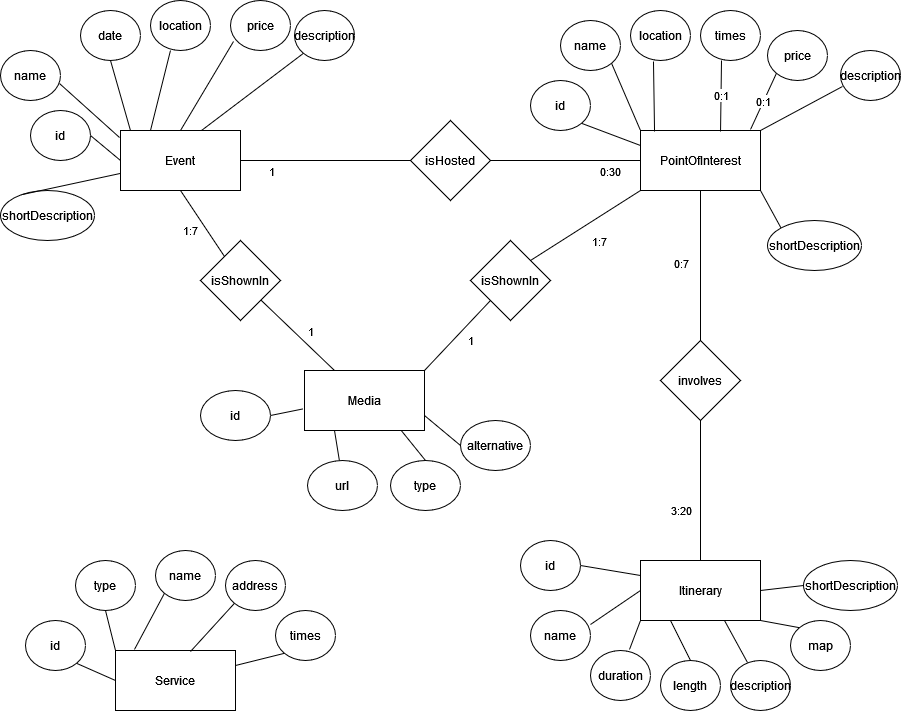 date
location
price
description
name
id
Event
shortDescription
name
location
times
price
description
id
0:1
0:1
PointOfInterest
shortDescription
isHosted
1
0:30
1:7
isShownIn
1
1:7
isShownIn
1
0:7
involves
3:20
Media
id
url
type
alternative
type
name
address
id
times
Service
id
name
duration
length
description
map
shortDescription
Itinerary